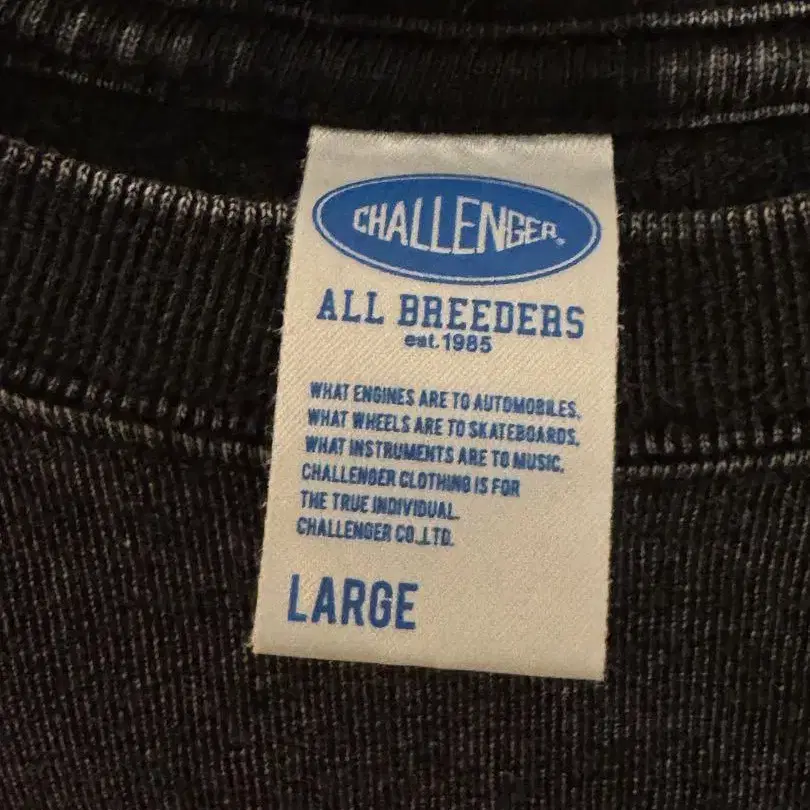 CHALLENGER.
ALL BREEDERS
est.1985
WHAT ENGINES ARE TO AUTOMOBILES,
WHAT WHEELS ARE TO SKATEBOARDS,
WHAT INSTRUMENTS ARE TO MUSIC,
CHALLENGER CLOTHING IS FOR
THE TRUE INDIVIDUAL.
CHALLENGER CO.,LTD.
LARGE